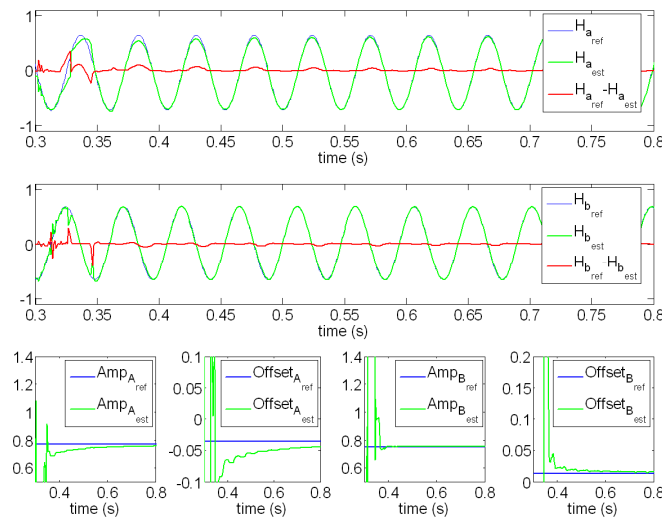 1
0
-1
H_a_ref
H_a_est
H_a_ref-H_a_est
0.3 0.35 0.4 0.45 0.5 0.55 0.6 0.65 0.7 0.75 0.8
time (s)
1
0
-1
H_b_ref
H_b_est
H_b_ref-H_b_est
0.3 0.35 0.4 0.45 0.5 0.55 0.6 0.65 0.7 0.75 0.8
time (s)
1.4
1.2
1.0
0.8
0.6
Amp_A_ref
Amp_A_est
0.4 0.6 0.8
time (s)
0.1
0.05
0
-0.05
-0.1
Offset_A_ref
Offset_A_est
0.4 0.6 0.8
time (s)
1.4
1.2
1.0
0.8
0.6
Amp_B_ref
Amp_B_est
0.4 0.6 0.8
time (s)
0.2
0.15
0.1
0.05
0
Offset_B_ref
Offset_B_est
0.4 0.6 0.8
time (s)